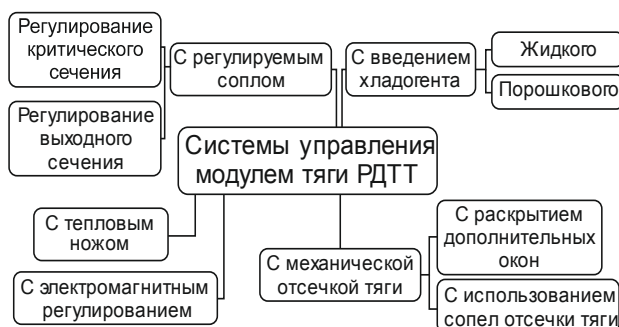 Регулирование
критического
сечения
С регулируемым
соплом
С введением
хладогента
Жидкого
Порошкового
Регулирование
выходного
сечения
Системы управления
модулем тяги РДТТ
С тепловым
ножом
С механической
отсечкой тяги
С раскрытием
дополнительных
окон
С электромагнитным
регулированием
С использованием
сопел отсечки тяги